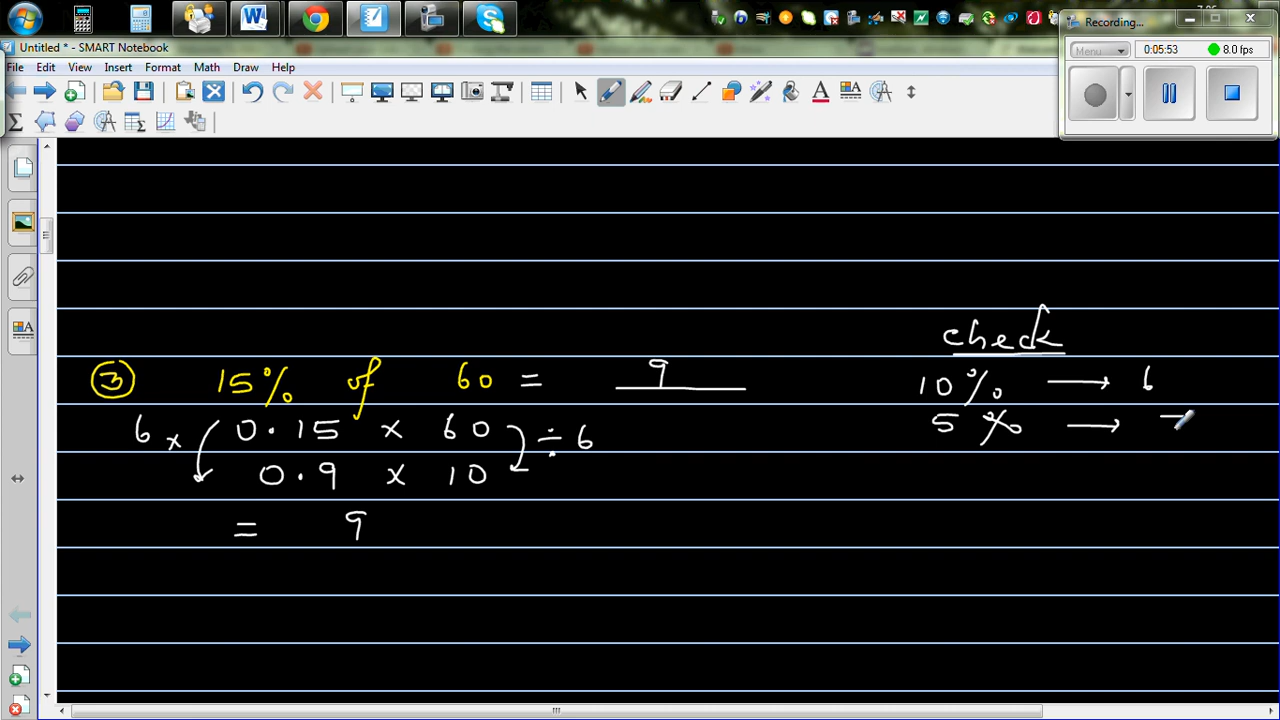 Recording...
Menu
0:05:53
8.0 fps
Untitled * - SMART Notebook
File Edit View Insert Format Math Draw Help
check
③ 15% of 60 = 9
10% → 6
6 x 0.15 x 60 ÷ 6
5 % →
0.9 x 10
= 9